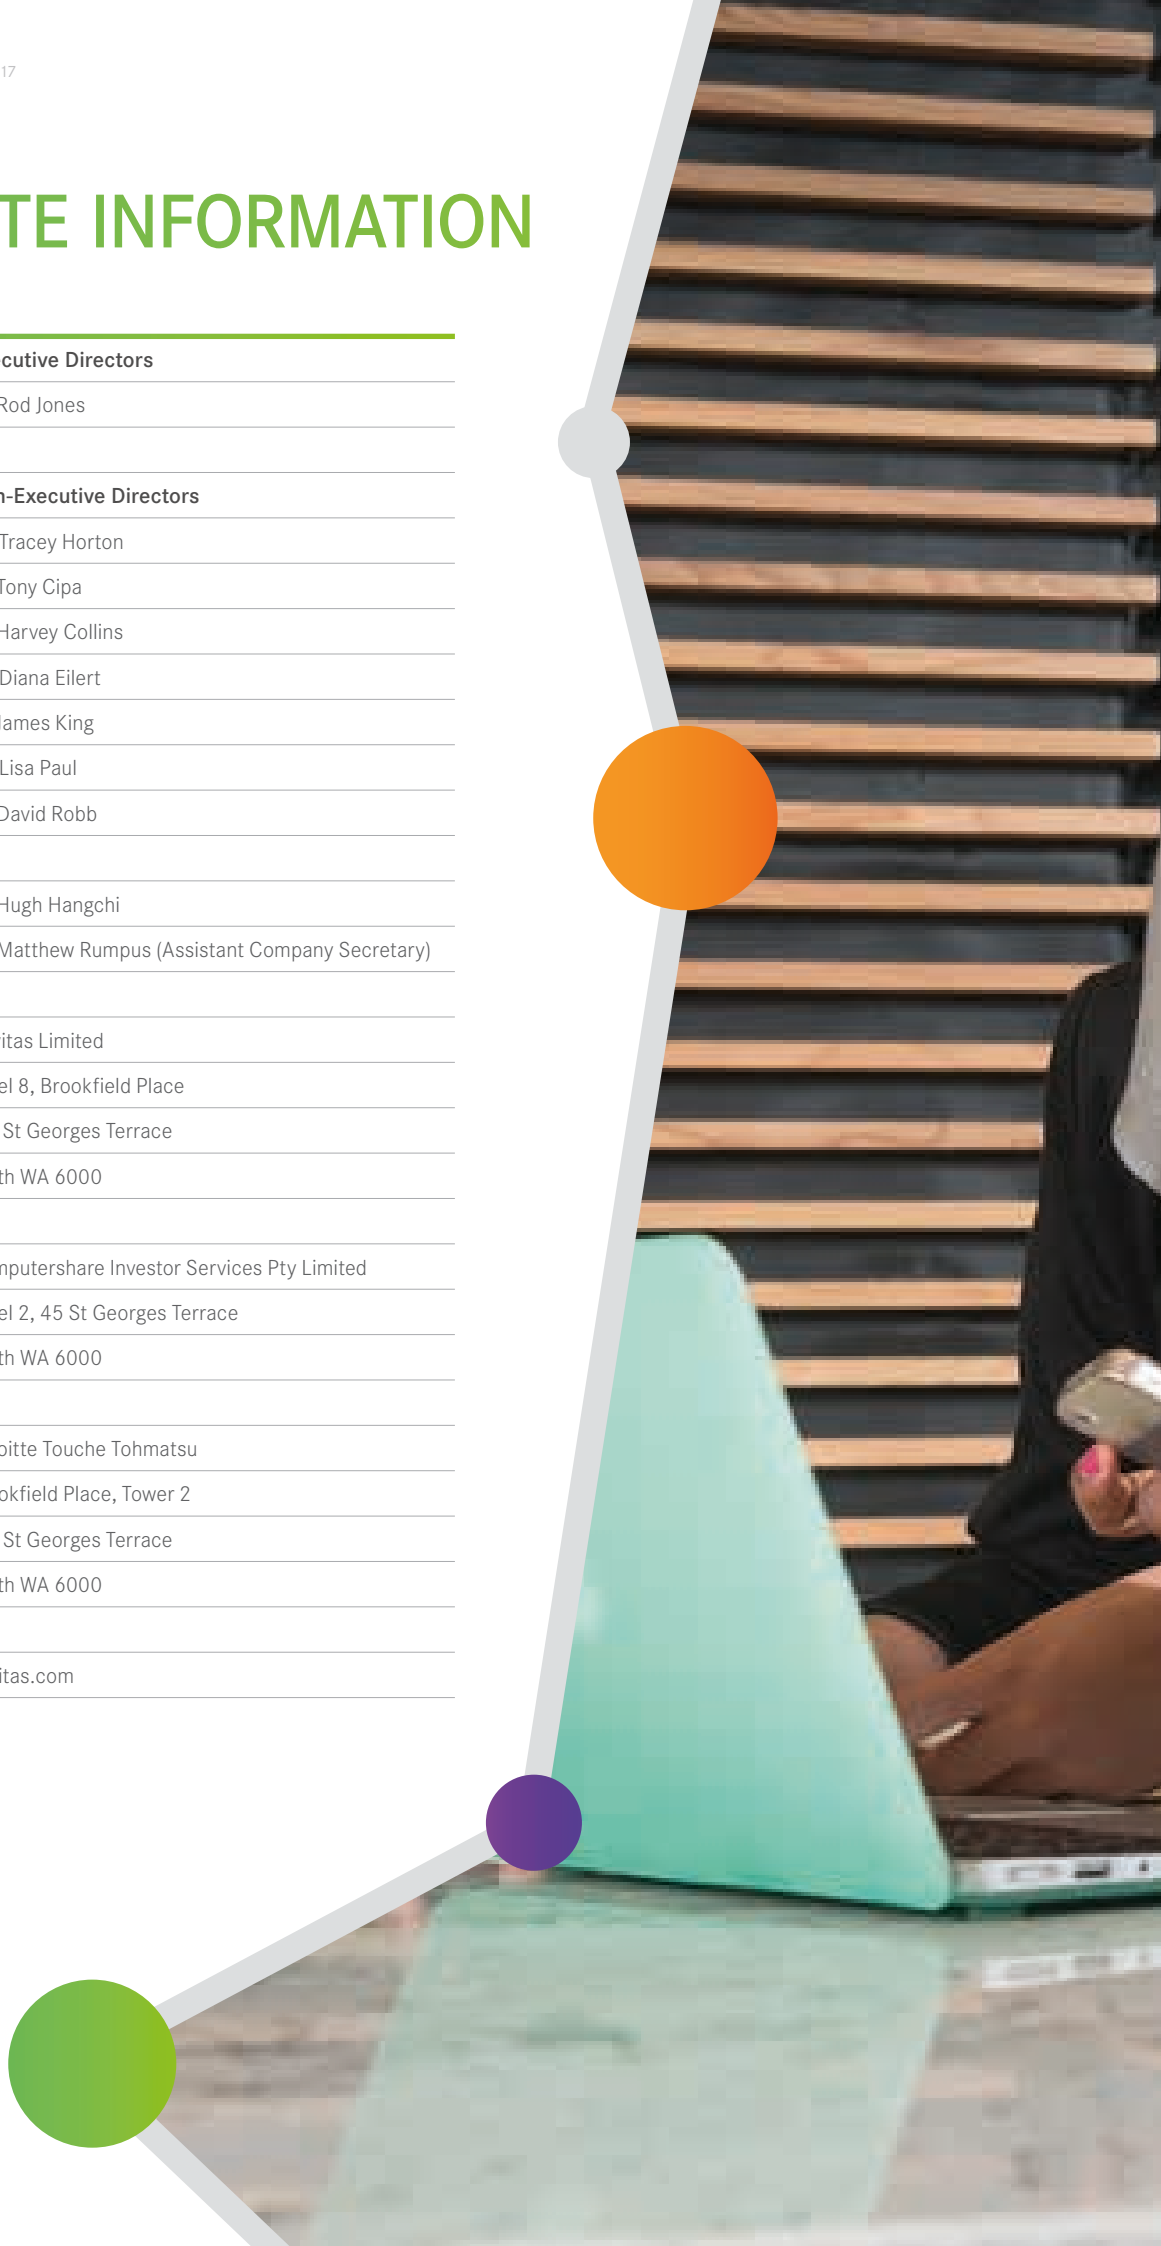 17
TE INFORMATION
cutive Directors
Rod Jones
n-Executive Directors
Tracey Horton
Tony Cipa
Harvey Collins
Diana Eilert
James King
Lisa Paul
David Robb
Hugh Hangchi
Matthew Rumpus (Assistant Company Secretary)
itas Limited
el 8, Brookfield Place
St Georges Terrace
th WA 6000
mputershare Investor Services Pty Limited
el 2, 45 St Georges Terrace
th WA 6000
oitte Touche Tohmatsu
okfield Place, Tower 2
St Georges Terrace
th WA 6000
itas.com